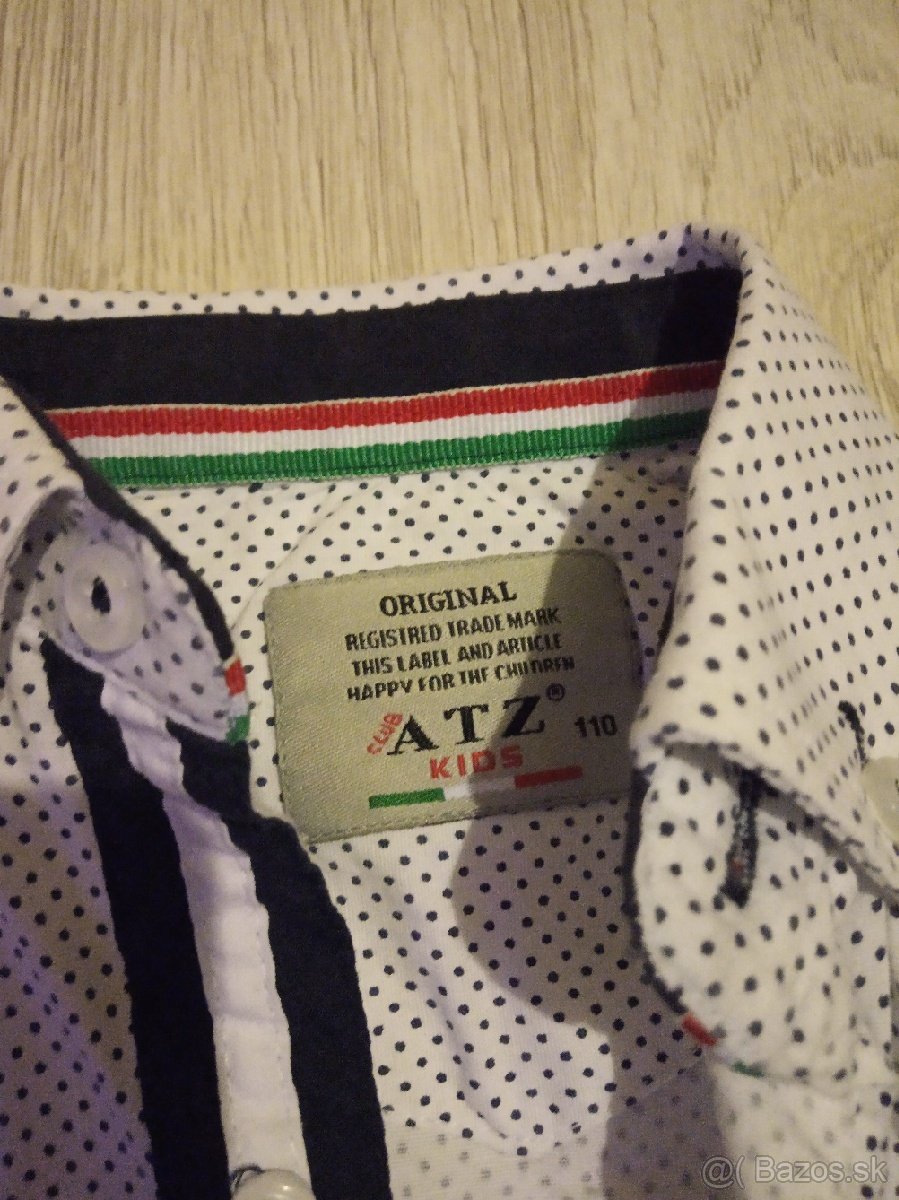 ORIGINAL
REGISTRED TRADE MARK
THIS LABEL AND ARTICLE
HAPPY FOR THE CHILDREN
CLUB ATZ® 110
KIDS
@( Bazos.sk